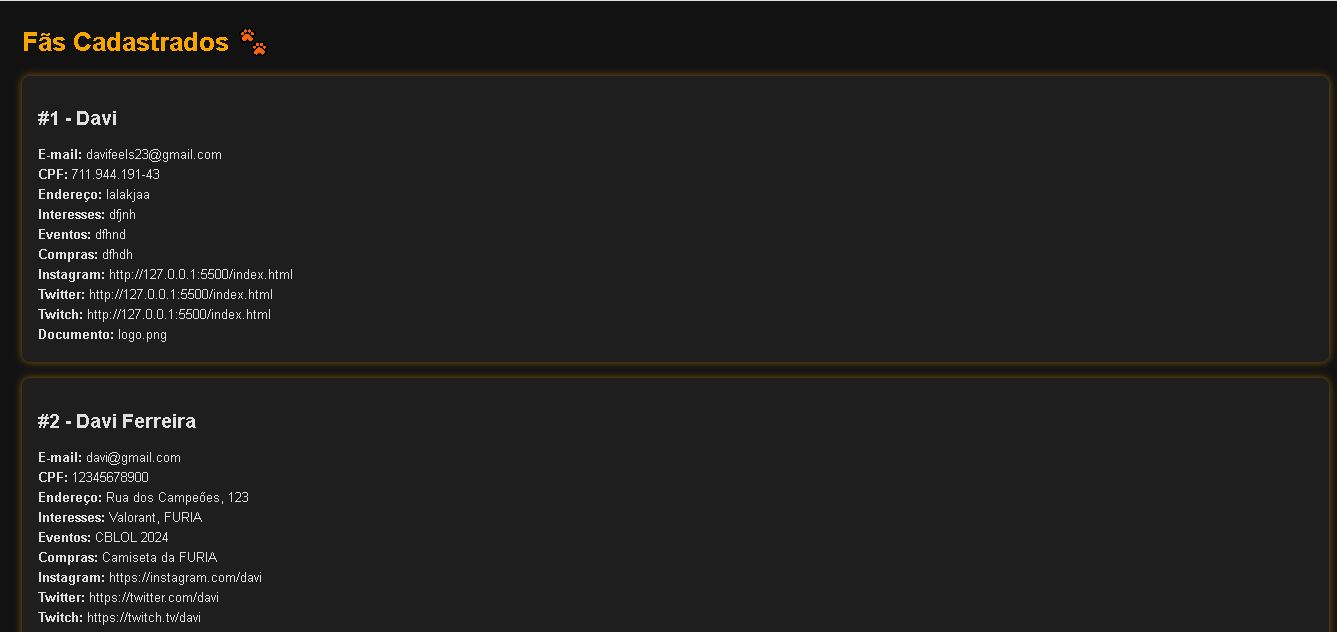 Fãs Cadastrados
#1 - Davi
E-mail: davifeels23@gmail.com
CPF: 711.944.191-43
Endereço: lalakjaa
Interesses: dfjnh
Eventos: dfhnd
Compras: dfhdh
Instagram: http://127.0.0.1:5500/index.html
Twitter: http://127.0.0.1:5500/index.html
Twitch: http://127.0.0.1:5500/index.html
Documento: logo.png
#2 - Davi Ferreira
E-mail: davi@gmail.com
CPF: 12345678900
Endereço: Rua dos Campeões, 123
Interesses: Valorant, FURIA
Eventos: CBLOL 2024
Compras: Camiseta da FURIA
Instagram: https://instagram.com/davi
Twitter: https://twitter.com/davi
Twitch: https://twitch.tv/davi